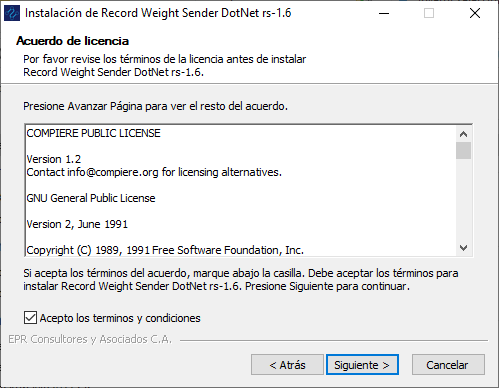 Instalación de Record Weight Sender DotNet rs-1.6
Acuerdo de licencia
Por favor revise los términos de la licencia antes de instalar
Record Weight Sender DotNet rs-1.6.
Presione Avanzar Página para ver el resto del acuerdo.
COMPIERE PUBLIC LICENSE
Version 1.2
Contact info@compiere.org for licensing alternatives.
GNU General Public License
Version 2, June 1991
Copyright (C) 1989, 1991 Free Software Foundation, Inc.
Si acepta los términos del acuerdo, marque abajo la casilla. Debe aceptar los términos para
instalar Record Weight Sender DotNet rs-1.6. Presione Siguiente para continuar.
Acepto los terminos y condiciones
EPR Consultores y Asociados C.A.
< Atrás
Siguiente >
Cancelar